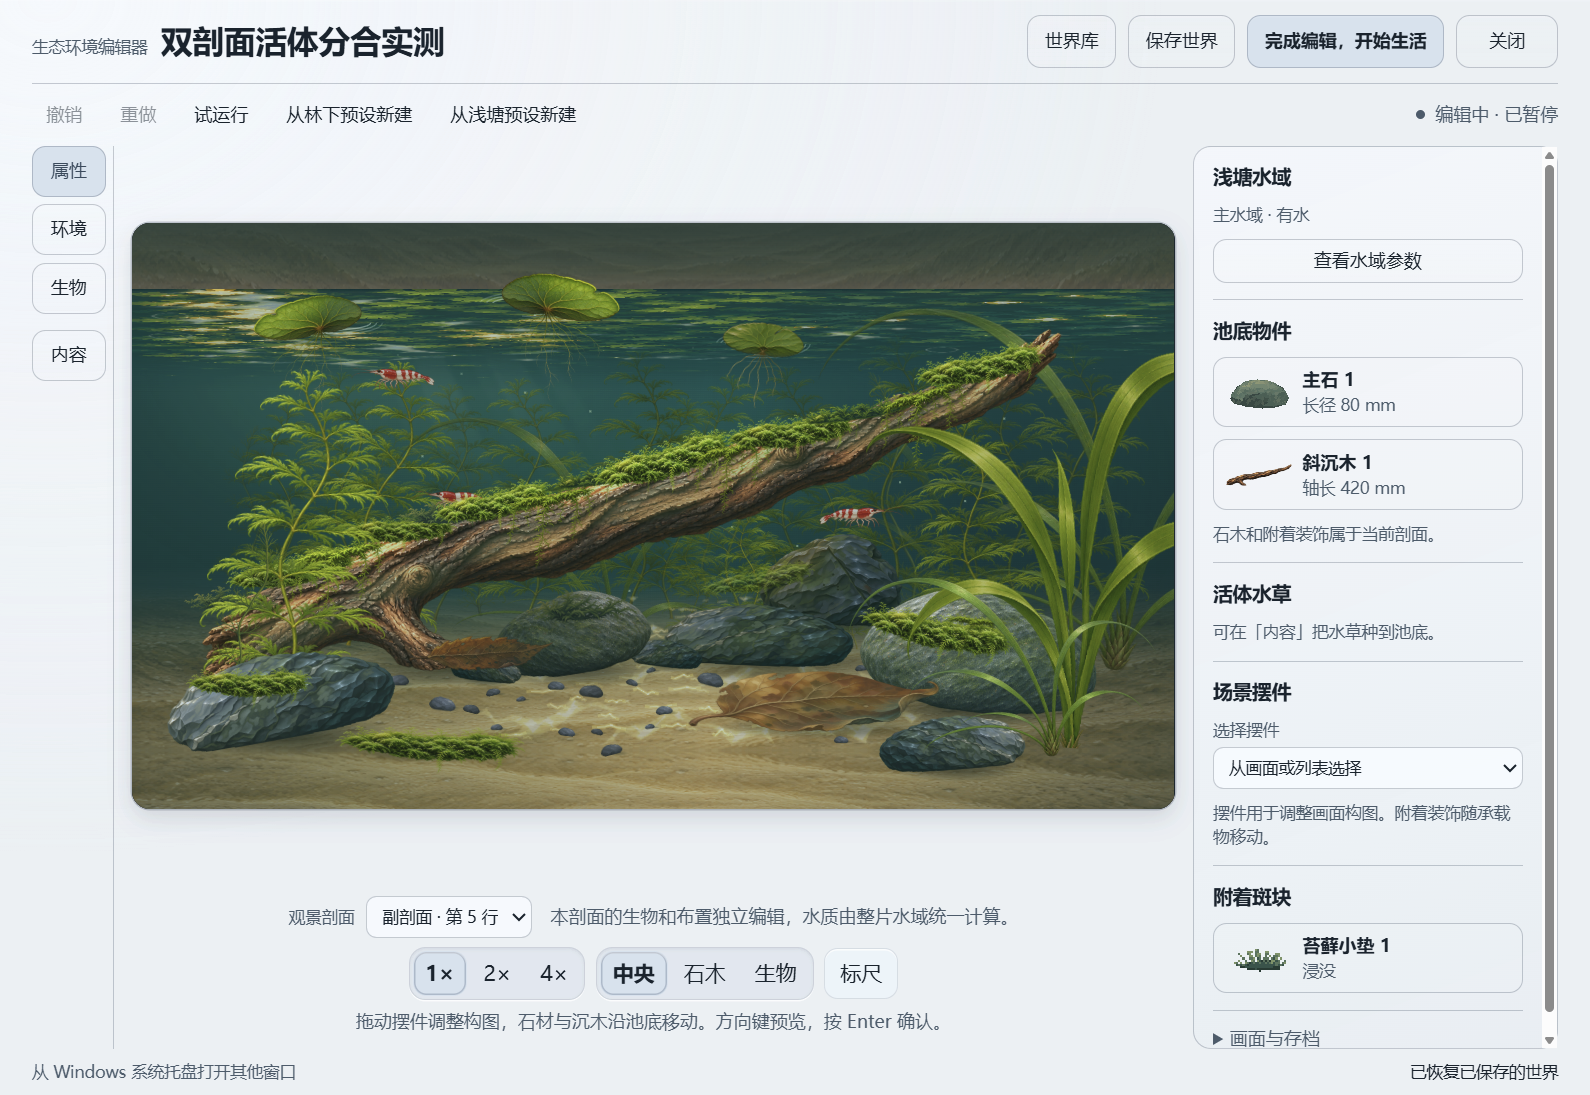 生态环境编辑器 双剖面活体分合实测
世界库 保存世界 完成编辑，开始生活 关闭
撤销 重做 试运行 从林下预设新建 从浅塘预设新建
编辑中 · 已暂停
属性
环境
生物
内容
浅塘水域
主水域 · 有水
查看水域参数
池底物件
主石 1
长径 80 mm
斜沉木 1
轴长 420 mm
石木和附着装饰属于当前剖面。
活体水草
可在「内容」把水草种到池底。
场景摆件
选择摆件
从画面或列表选择
摆件用于调整画面构图。附着装饰随承载
物移动。
附着斑块
苔藓小垫 1
浸没
画面与存档
观景剖面 副剖面 · 第 5 行 本剖面的生物和布置独立编辑，水质由整片水域统一计算。
1× 2× 4× 中央 石木 生物 标尺
拖动摆件调整构图，石材与沉木沿池底移动。方向键预览，按 Enter 确认。
从 Windows 系统托盘打开其他窗口
已恢复已保存的世界